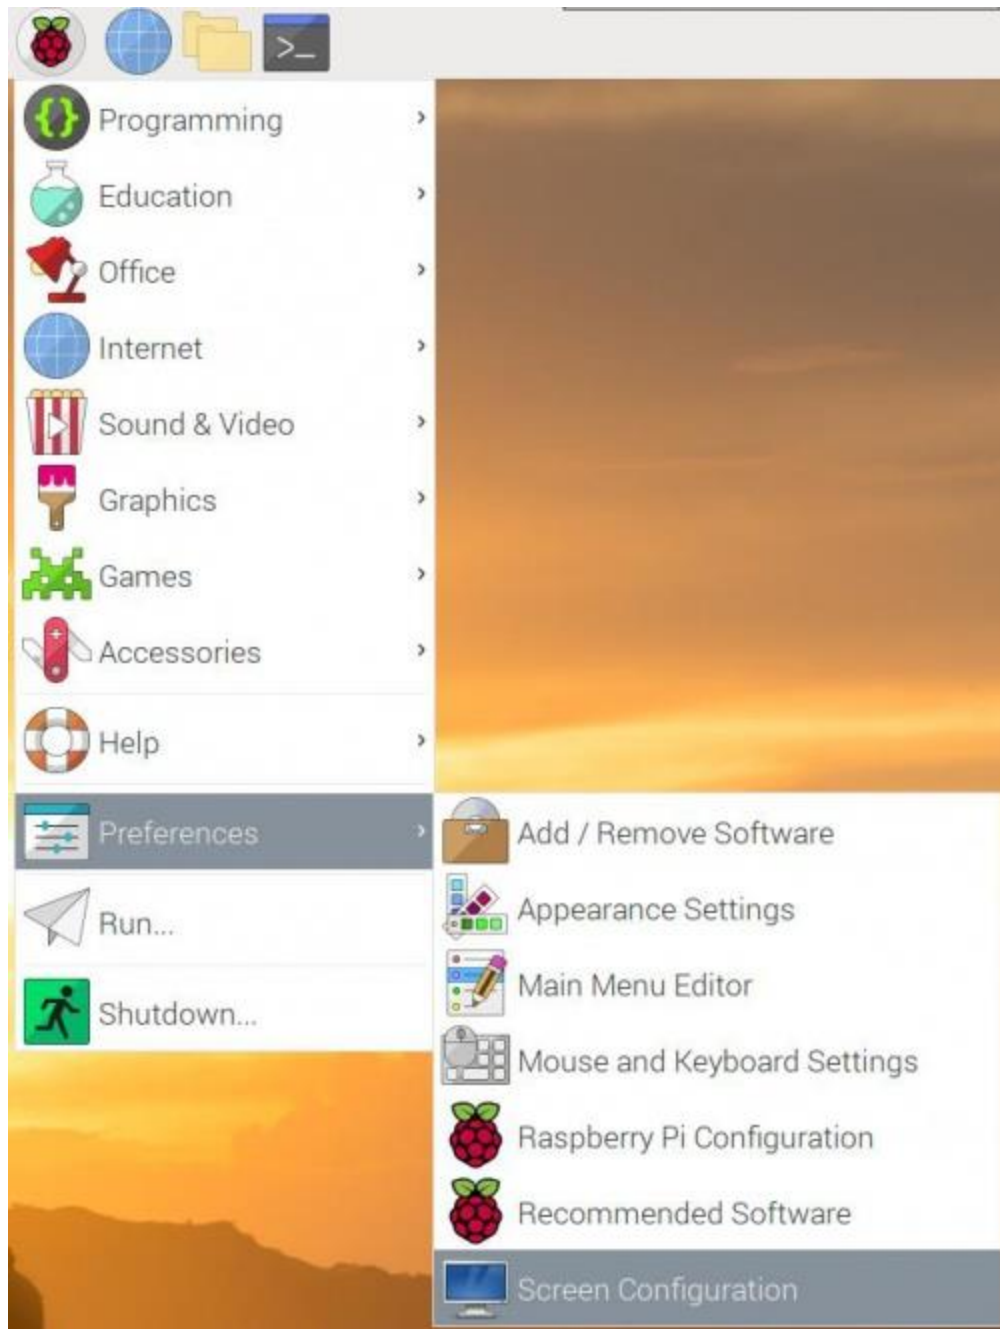 >_
Programming
Education
Office
Internet
Sound & Video
Graphics
Games
Accessories
Help
Preferences
Run...
Shutdown...
Add / Remove Software
Appearance Settings
Main Menu Editor
Mouse and Keyboard Settings
Raspberry Pi Configuration
Recommended Software
Screen Configuration